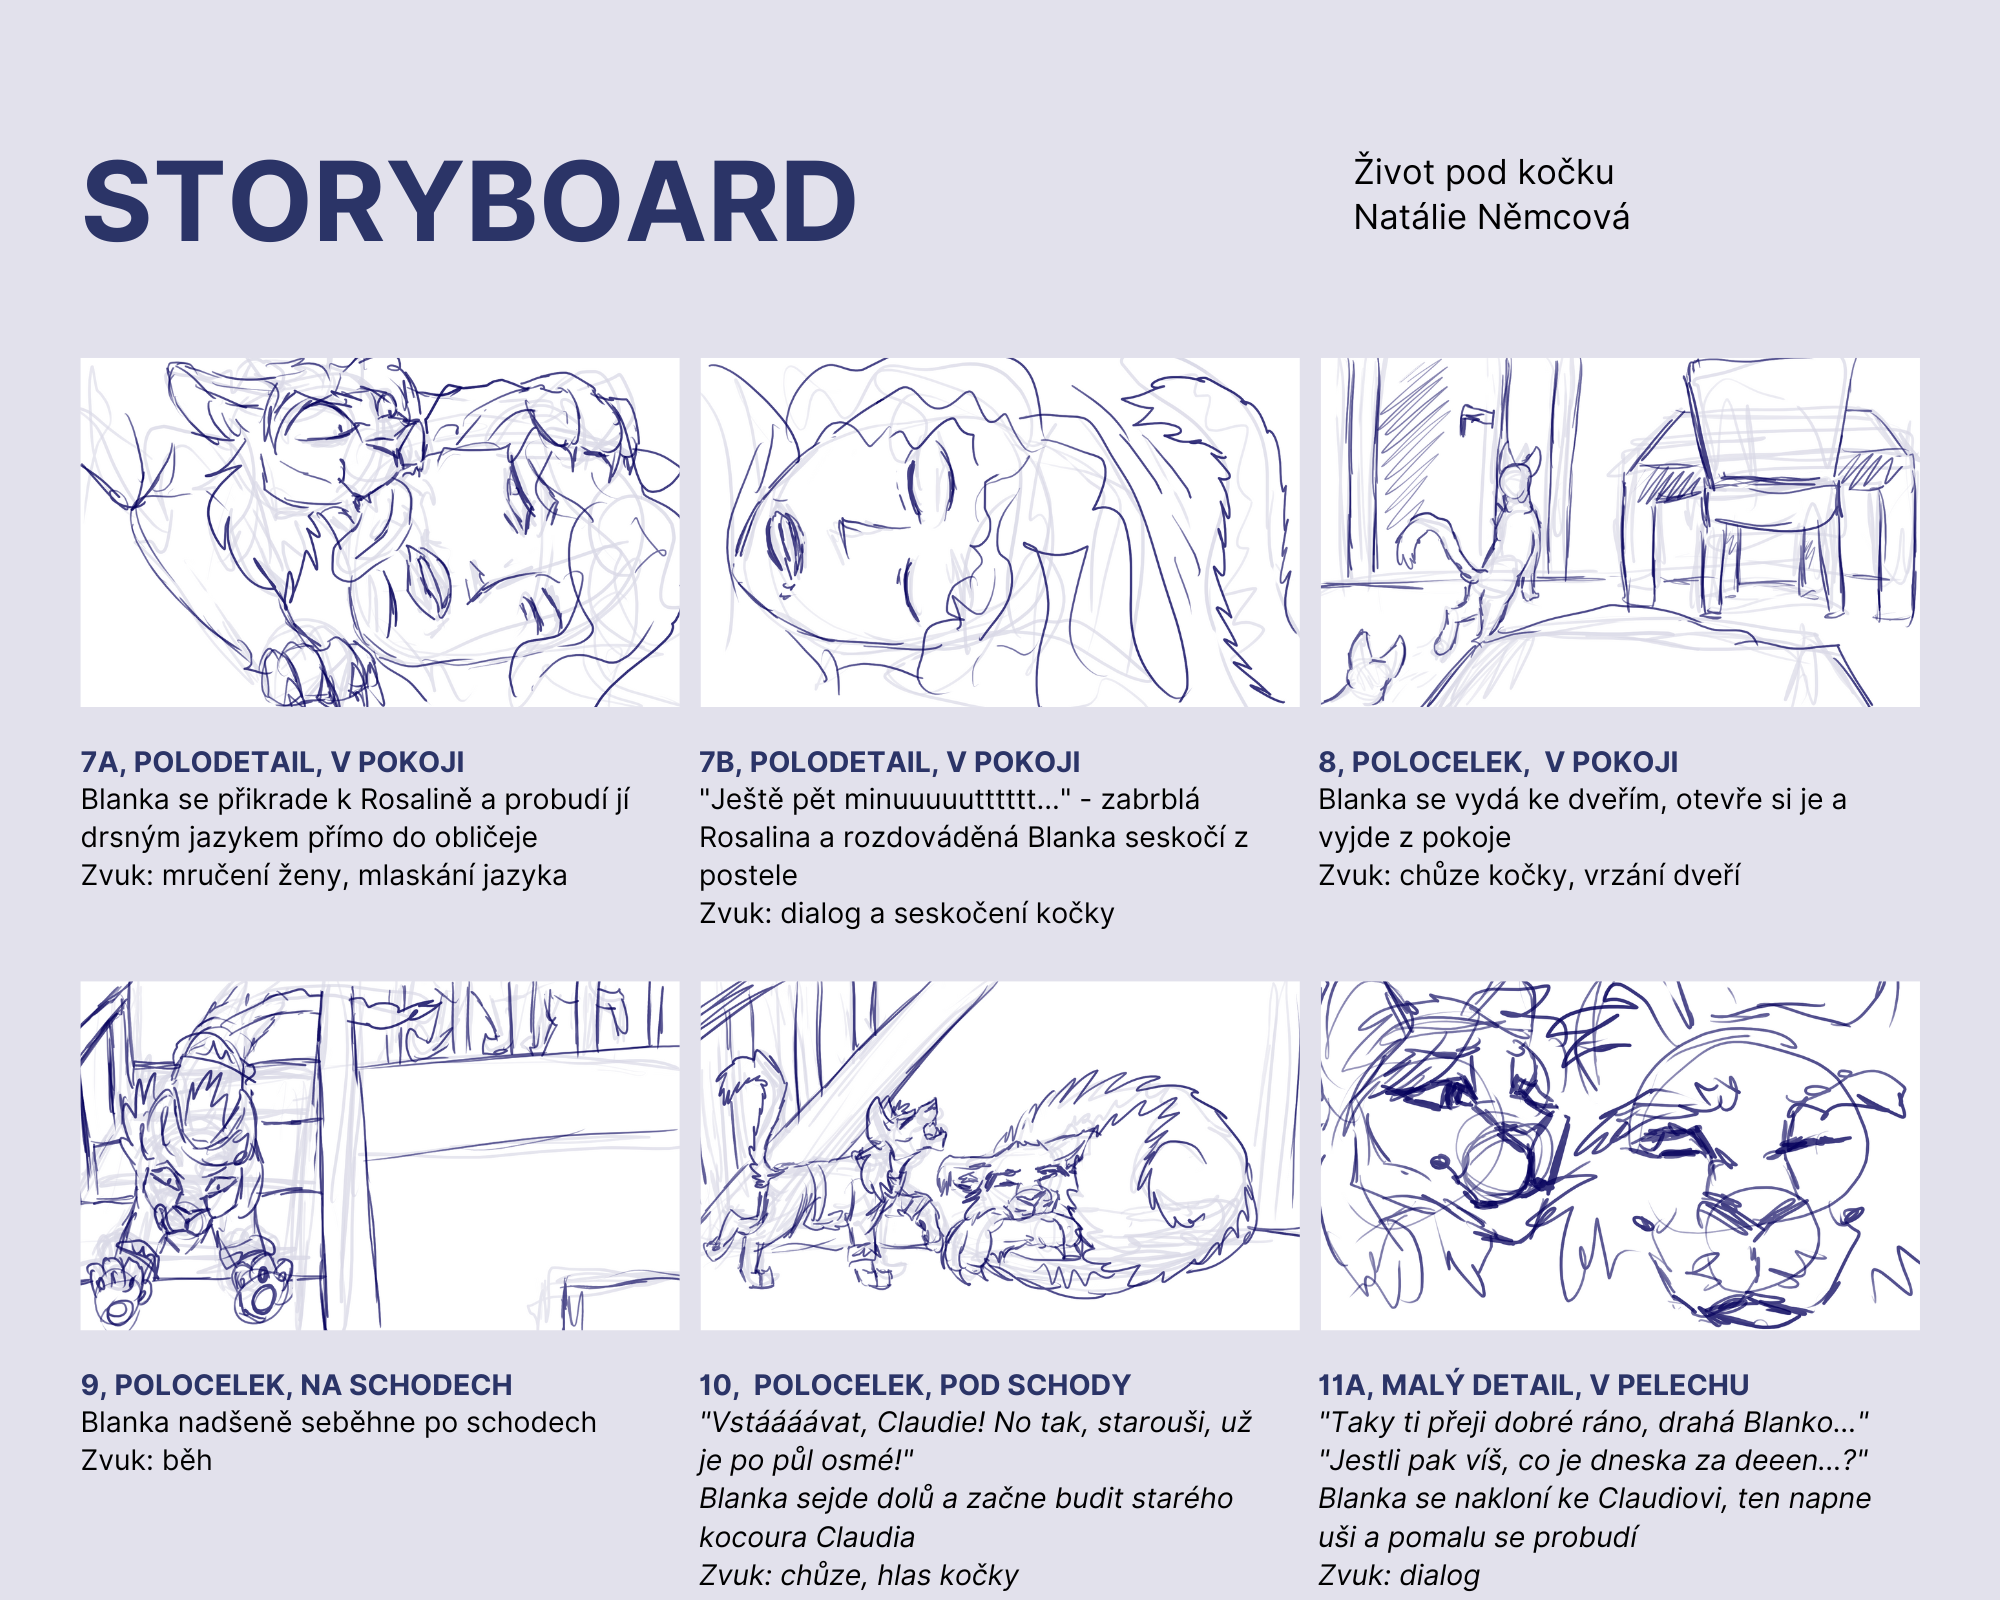 STORYBOARD
Život pod kočku
Natálie Němcová
7A, POLODETAIL, V POKOJI
Blanka se přikrade k Rosalině a probudí jí
drsným jazykem přímo do obličeje
Zvuk: mručení ženy, mlaskání jazyka
7B, POLODETAIL, V POKOJI
"Ještě pět minuuuuutttttt..." - zabrblá
Rosalina a rozdováděná Blanka seskočí z
postele
Zvuk: dialog a seskočení kočky
8, POLOCELEK, V POKOJI
Blanka se vydá ke dveřím, otevře si je a
vyjde z pokoje
Zvuk: chůze kočky, vrzání dveří
9, POLOCELEK, NA SCHODECH
Blanka nadšeně seběhne po schodech
Zvuk: běh
10, POLOCELEK, POD SCHODY
"Vstáááávat, Claudie! No tak, starouši, už
je po půl osmé!"
Blanka sejde dolů a začne budit starého
kocoura Claudia
Zvuk: chůze, hlas kočky
11A, MALÝ DETAIL, V PELECHU
"Taky ti přeji dobré ráno, drahá Blanko..."
"Jestli pak víš, co je dneska za deeen...?"
Blanka se nakloní ke Claudiovi, ten napne
uši a pomalu se probudí
Zvuk: dialog